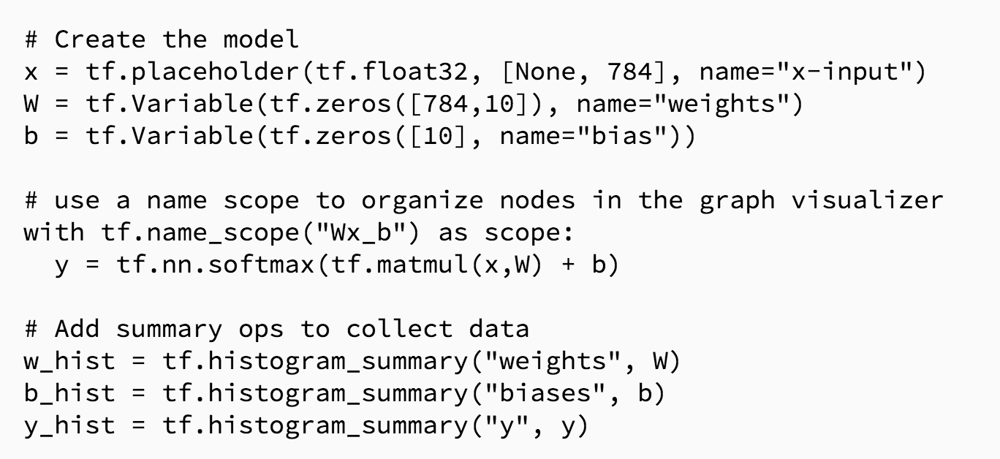 # Create the model
x = tf.placeholder(tf.float32, [None, 784], name="x-input")
W = tf.Variable(tf.zeros([784,10]), name="weights")
b = tf.Variable(tf.zeros([10], name="bias"))

# use a name scope to organize nodes in the graph visualizer
with tf.name_scope("Wx_b") as scope:
  y = tf.nn.softmax(tf.matmul(x,W) + b)

# Add summary ops to collect data
w_hist = tf.histogram_summary("weights", W)
b_hist = tf.histogram_summary("biases", b)
y_hist = tf.histogram_summary("y", y)